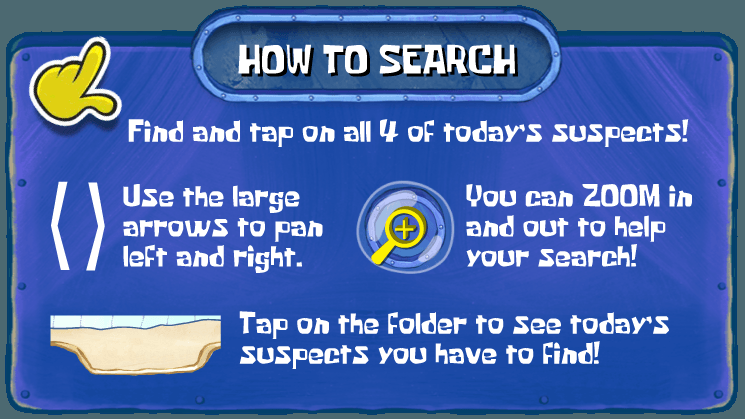 HOW TO SEARCH
Find and tap on all 4 of today's suspects!
Use the large
arrows to pan
left and right.
You can ZOOM in
and out to help
your search!
Tap on the folder to see today's
suspects you have to find!